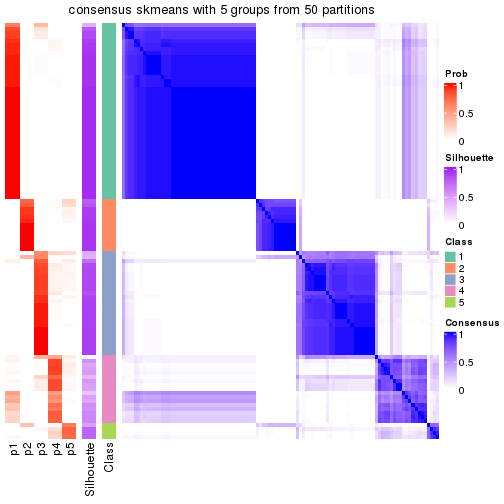 consensus skmeans with 5 groups from 50 partitions
Prob
1
0.5
0
Silhouette
1
0.5
0
Class
1
2
3
4
5
Consensus
1
0.5
0
p1
p2
p3
p4
p5
Silhouette
Class